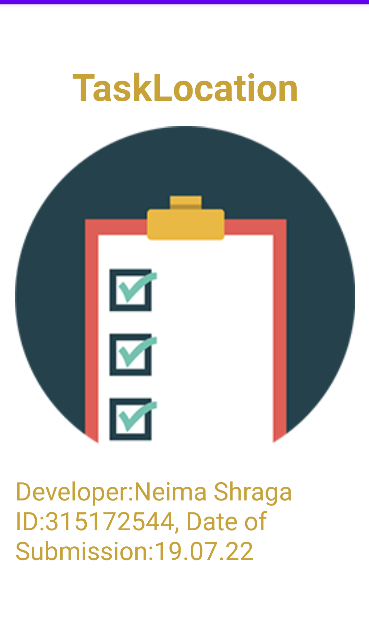 TaskLocation
Developer:Neima Shraga
ID:315172544, Date of
Submission:19.07.22